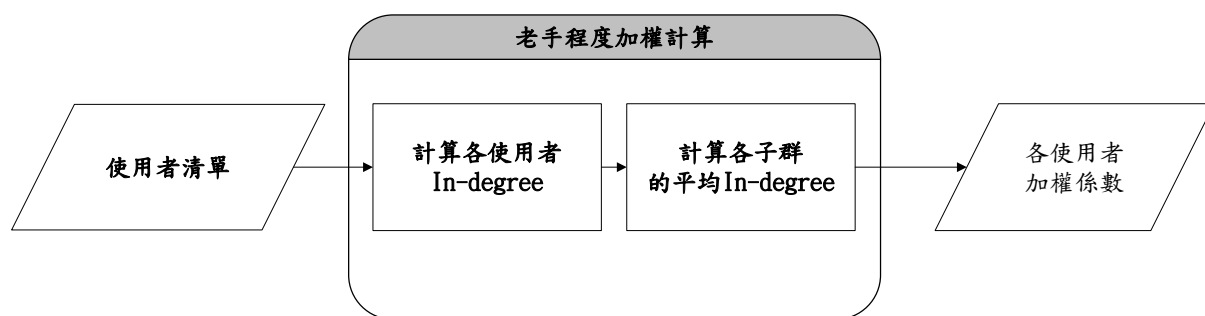 老手程度加權計算
使用者清單
計算各使用者
In-degree
計算各子群
的平均In-degree
各使用者
加權係數